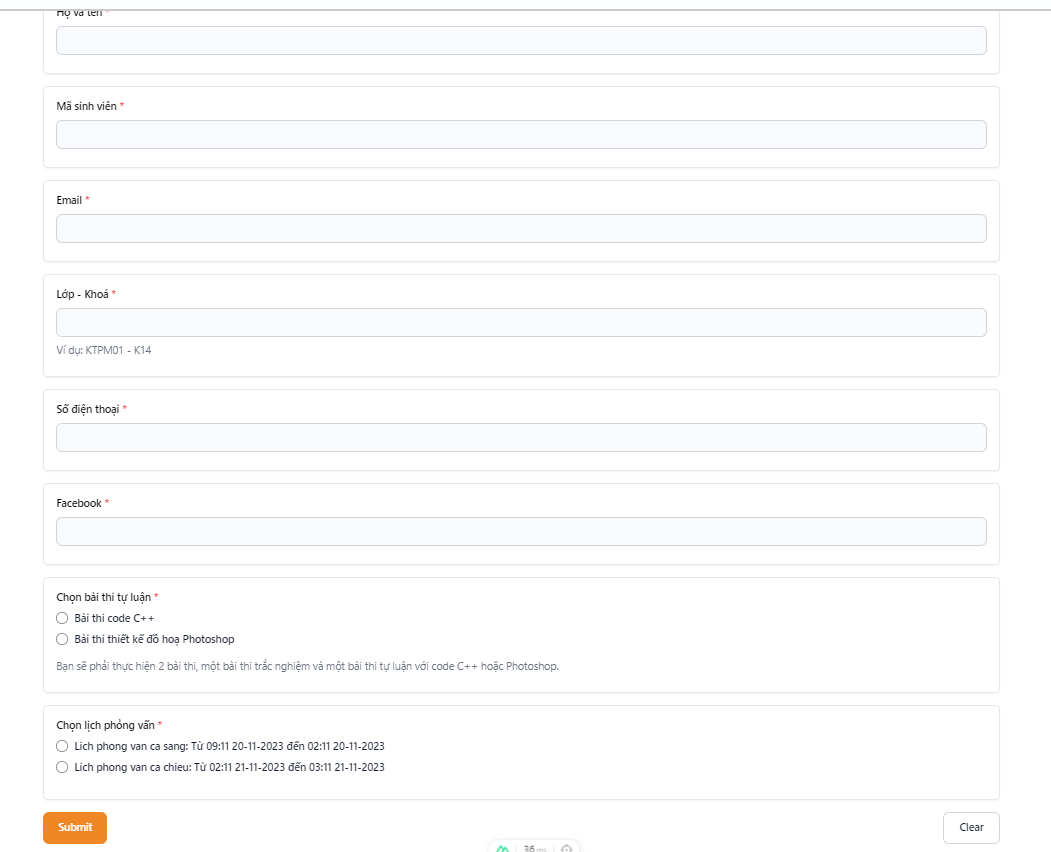 Họ và tên *
Mã sinh viên *
Email *
Lớp - Khoá *
Ví dụ: KTPM01 - K14
Số điện thoại *
Facebook *
Chọn bài thi tự luận *
Bài thi code C++
Bài thi thiết kế đồ hoạ Photoshop
Bạn sẽ phải thực hiện 2 bài thi, một bài thi trắc nghiệm và một bài thi tự luận với code C++ hoặc Photoshop.
Chọn lịch phỏng vấn *
Lich phong van ca sang: Từ 09:11 20-11-2023 đến 02:11 20-11-2023
Lich phong van ca chieu: Từ 02:11 21-11-2023 đến 03:11 21-11-2023
Submit
Clear
36